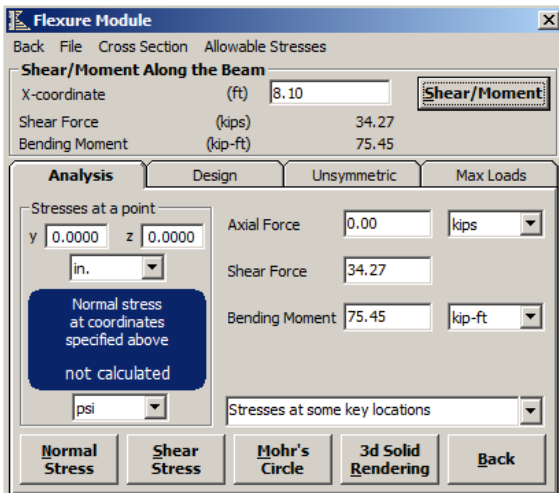 Flexure Module
Back File Cross Section Allowable Stresses
Shear/Moment Along the Beam
X-coordinate (ft) 8.10 Shear/Moment
Shear Force (kips) 34.27
Bending Moment (kip-ft) 75.45
Analysis Design Unsymmetric Max Loads
Stresses at a point
y 0.0000 z 0.0000
in.
Normal stress
at coordinates
specified above
not calculated
psi
Axial Force 0.00 kips
Shear Force 34.27
Bending Moment 75.45 kip-ft
Stresses at some key locations
Normal
Stress
Shear
Stress
Mohr's
Circle
3d Solid
Rendering
Back